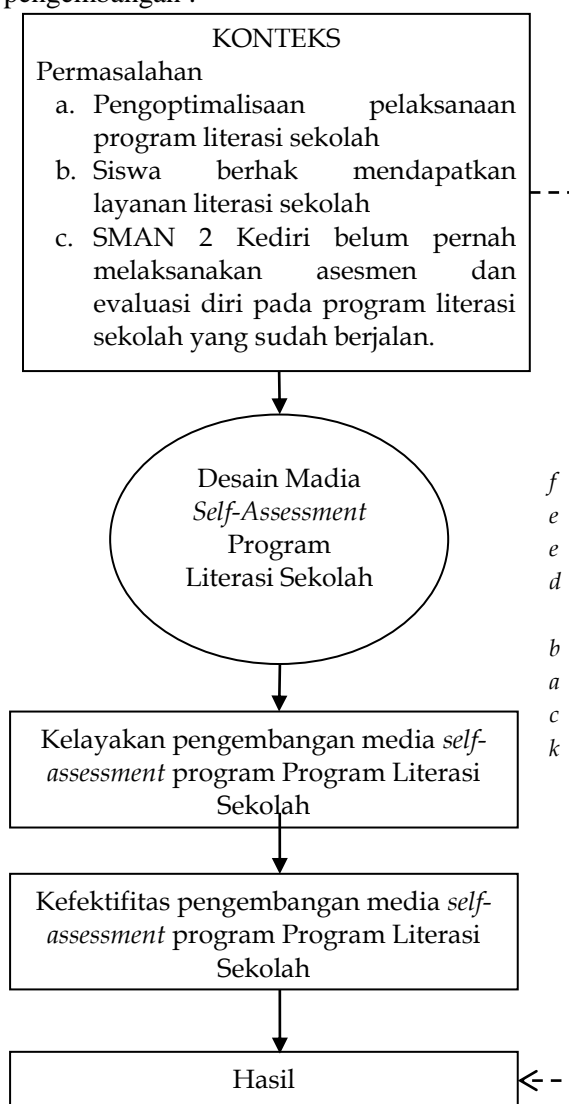 pengembangan :
KONTEKS
Permasalahan
a. Pengoptimalisaan pelaksanaan
program literasi sekolah
b. Siswa berhak mendapatkan
layanan literasi sekolah
c. SMAN 2 Kediri belum pernah
melaksanakan asesmen dan
evaluasi diri pada program literasi
sekolah yang sudah berjalan.
Desain Madia
Self-Assessment
Program
Literasi Sekolah
f
e
e
d
b
a
c
k
Kelayakan pengembangan media self-
assessment program Program Literasi
Sekolah
Kefektifitas pengembangan media self-
assessment program Program Literasi
Sekolah
Hasil